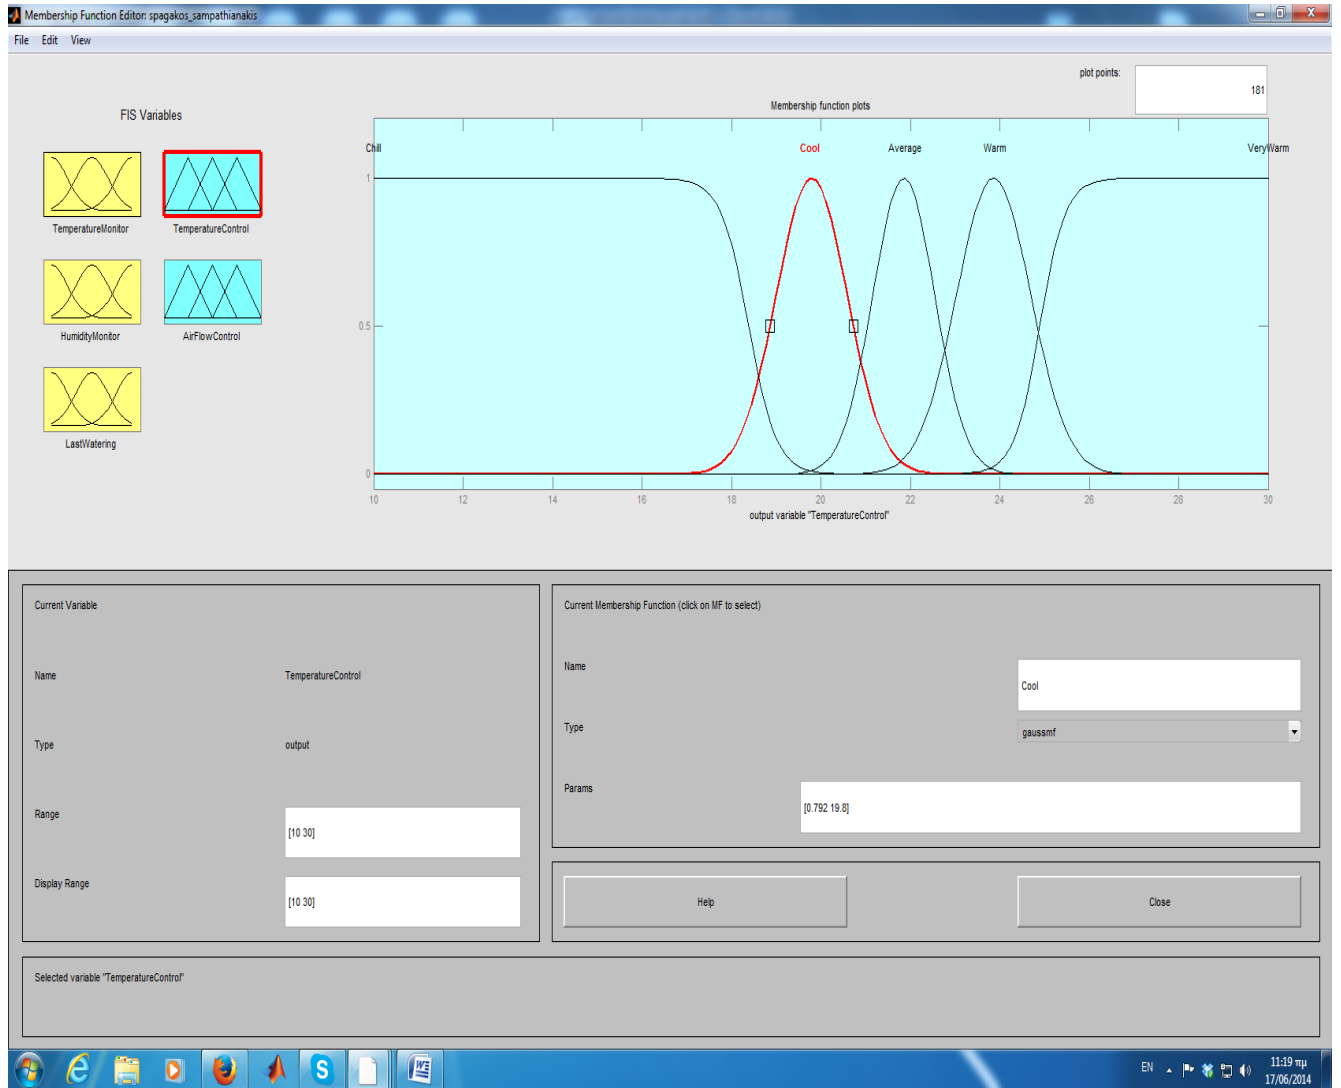 Membership Function Editor: spagakos_sampathianakis
File Edit View
plot points:
181
FIS Variables
Membership function plots
TemperatureMonitor
TemperatureControl
HumidityMonitor
AirFlowControl
LastWatering
Chill Cool Average Warm VeryWarm
1
0.5
0
10 12 14 16 18 20 22 24 26 28 30
output variable "TemperatureControl"
Current Variable
Name TemperatureControl
Type output
Range [10 30]
Display Range [10 30]
Current Membership Function (click on MF to select)
Name Cool
Type gaussmf
Params [0.792 19.8]
Help Close
Selected variable "TemperatureControl"
EN
11:19 πμ
17/06/2014